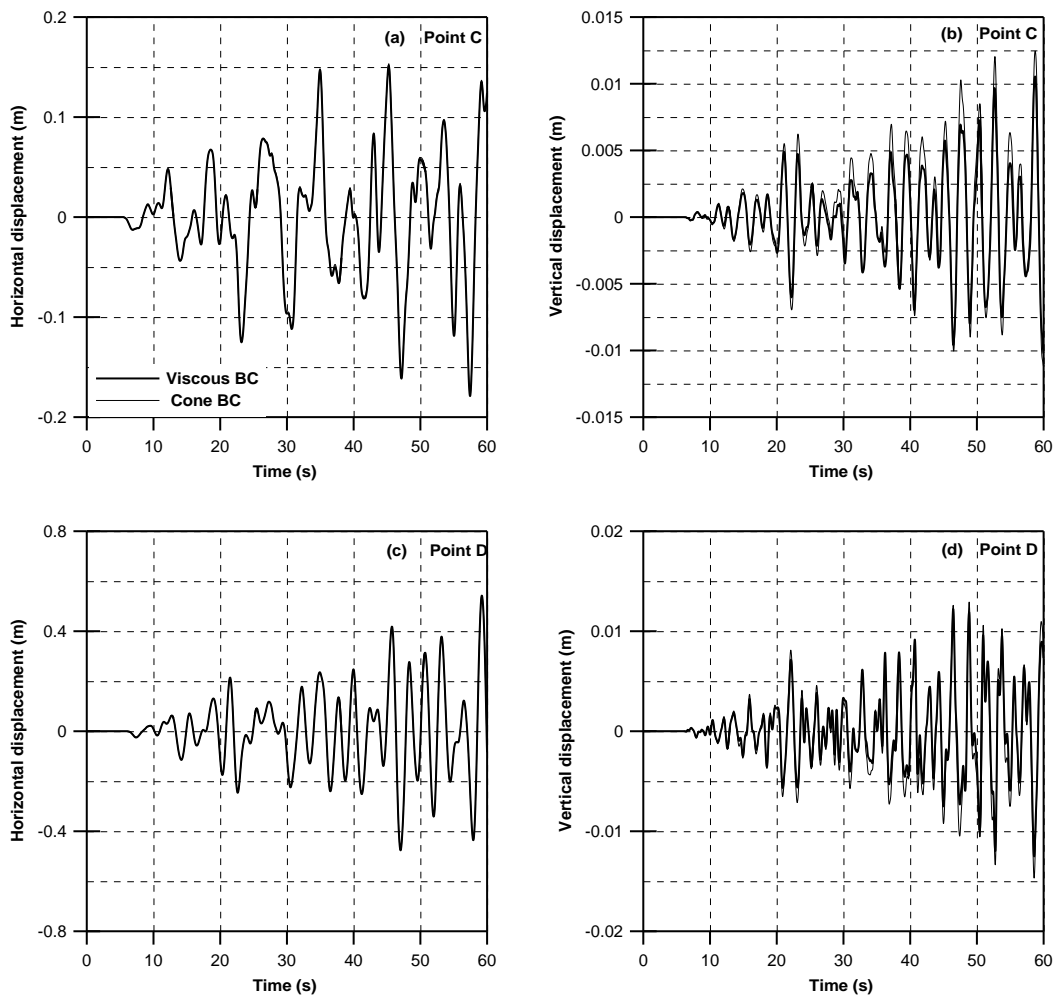 (a) Point C
0.2
0.1
0
-0.1
-0.2
Horizontal displacement (m)
Viscous BC
Cone BC
0 10 20 30 40 50 60
Time (s)
(b) Point C
0.015
0.01
0.005
0
-0.005
-0.01
-0.015
Vertical displacement (m)
0 10 20 30 40 50 60
Time (s)
(c) Point D
0.8
0.4
0
-0.4
-0.8
Horizontal displacement (m)
0 10 20 30 40 50 60
Time (s)
(d) Point D
0.02
0.01
0
-0.01
-0.02
Vertical displacement (m)
0 10 20 30 40 50 60
Time (s)